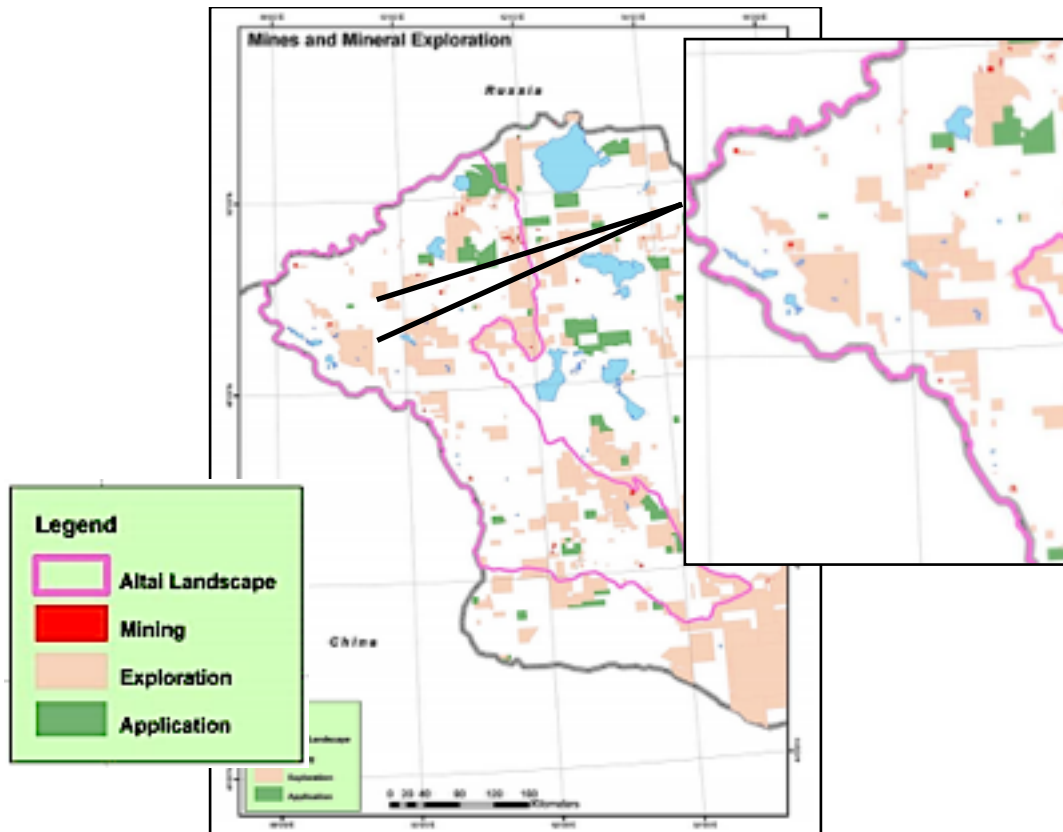 Mines and Mineral Exploration
Russia
Legend
Altai Landscape
Mining
Exploration
Application
China
Landscape
Exploration
Application
0 20 40 80 120 160
Kilometers